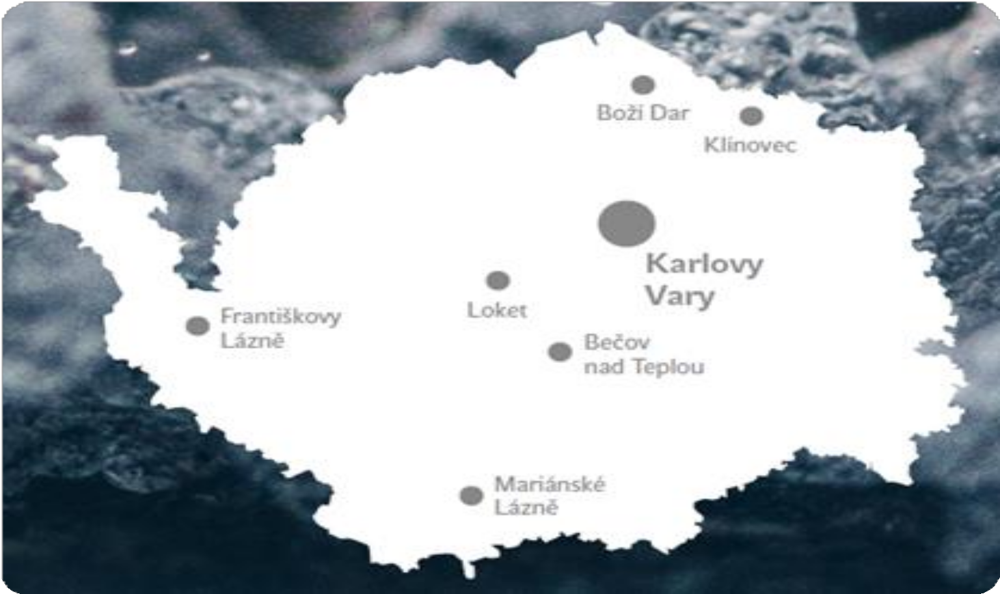 Boží Dar
Klínovec
Karlovy
Vary
Loket
Františkovy
Lázně
Bečov
nad Teplou
Mariánské
Lázně